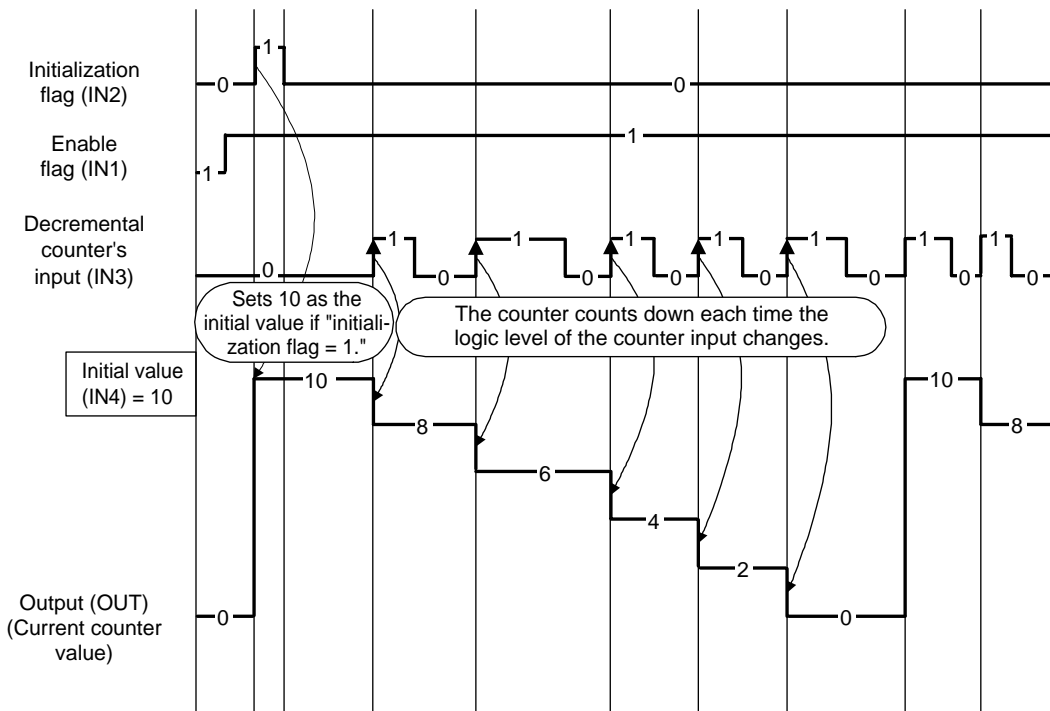 Initialization
flag (IN2)
0
1
0
Enable
flag (IN1)
1
1
Decremental
counter's
input (IN3)
0
1
0
1
0
1
0
1
0
1
0
1
0
1
0
Sets 10 as the
initial value if "initiali-
zation flag = 1."
The counter counts down each time the
logic level of the counter input changes.
Initial value
(IN4) = 10
10
8
6
4
2
0
10
8
Output (OUT)
(Current counter
value)
0